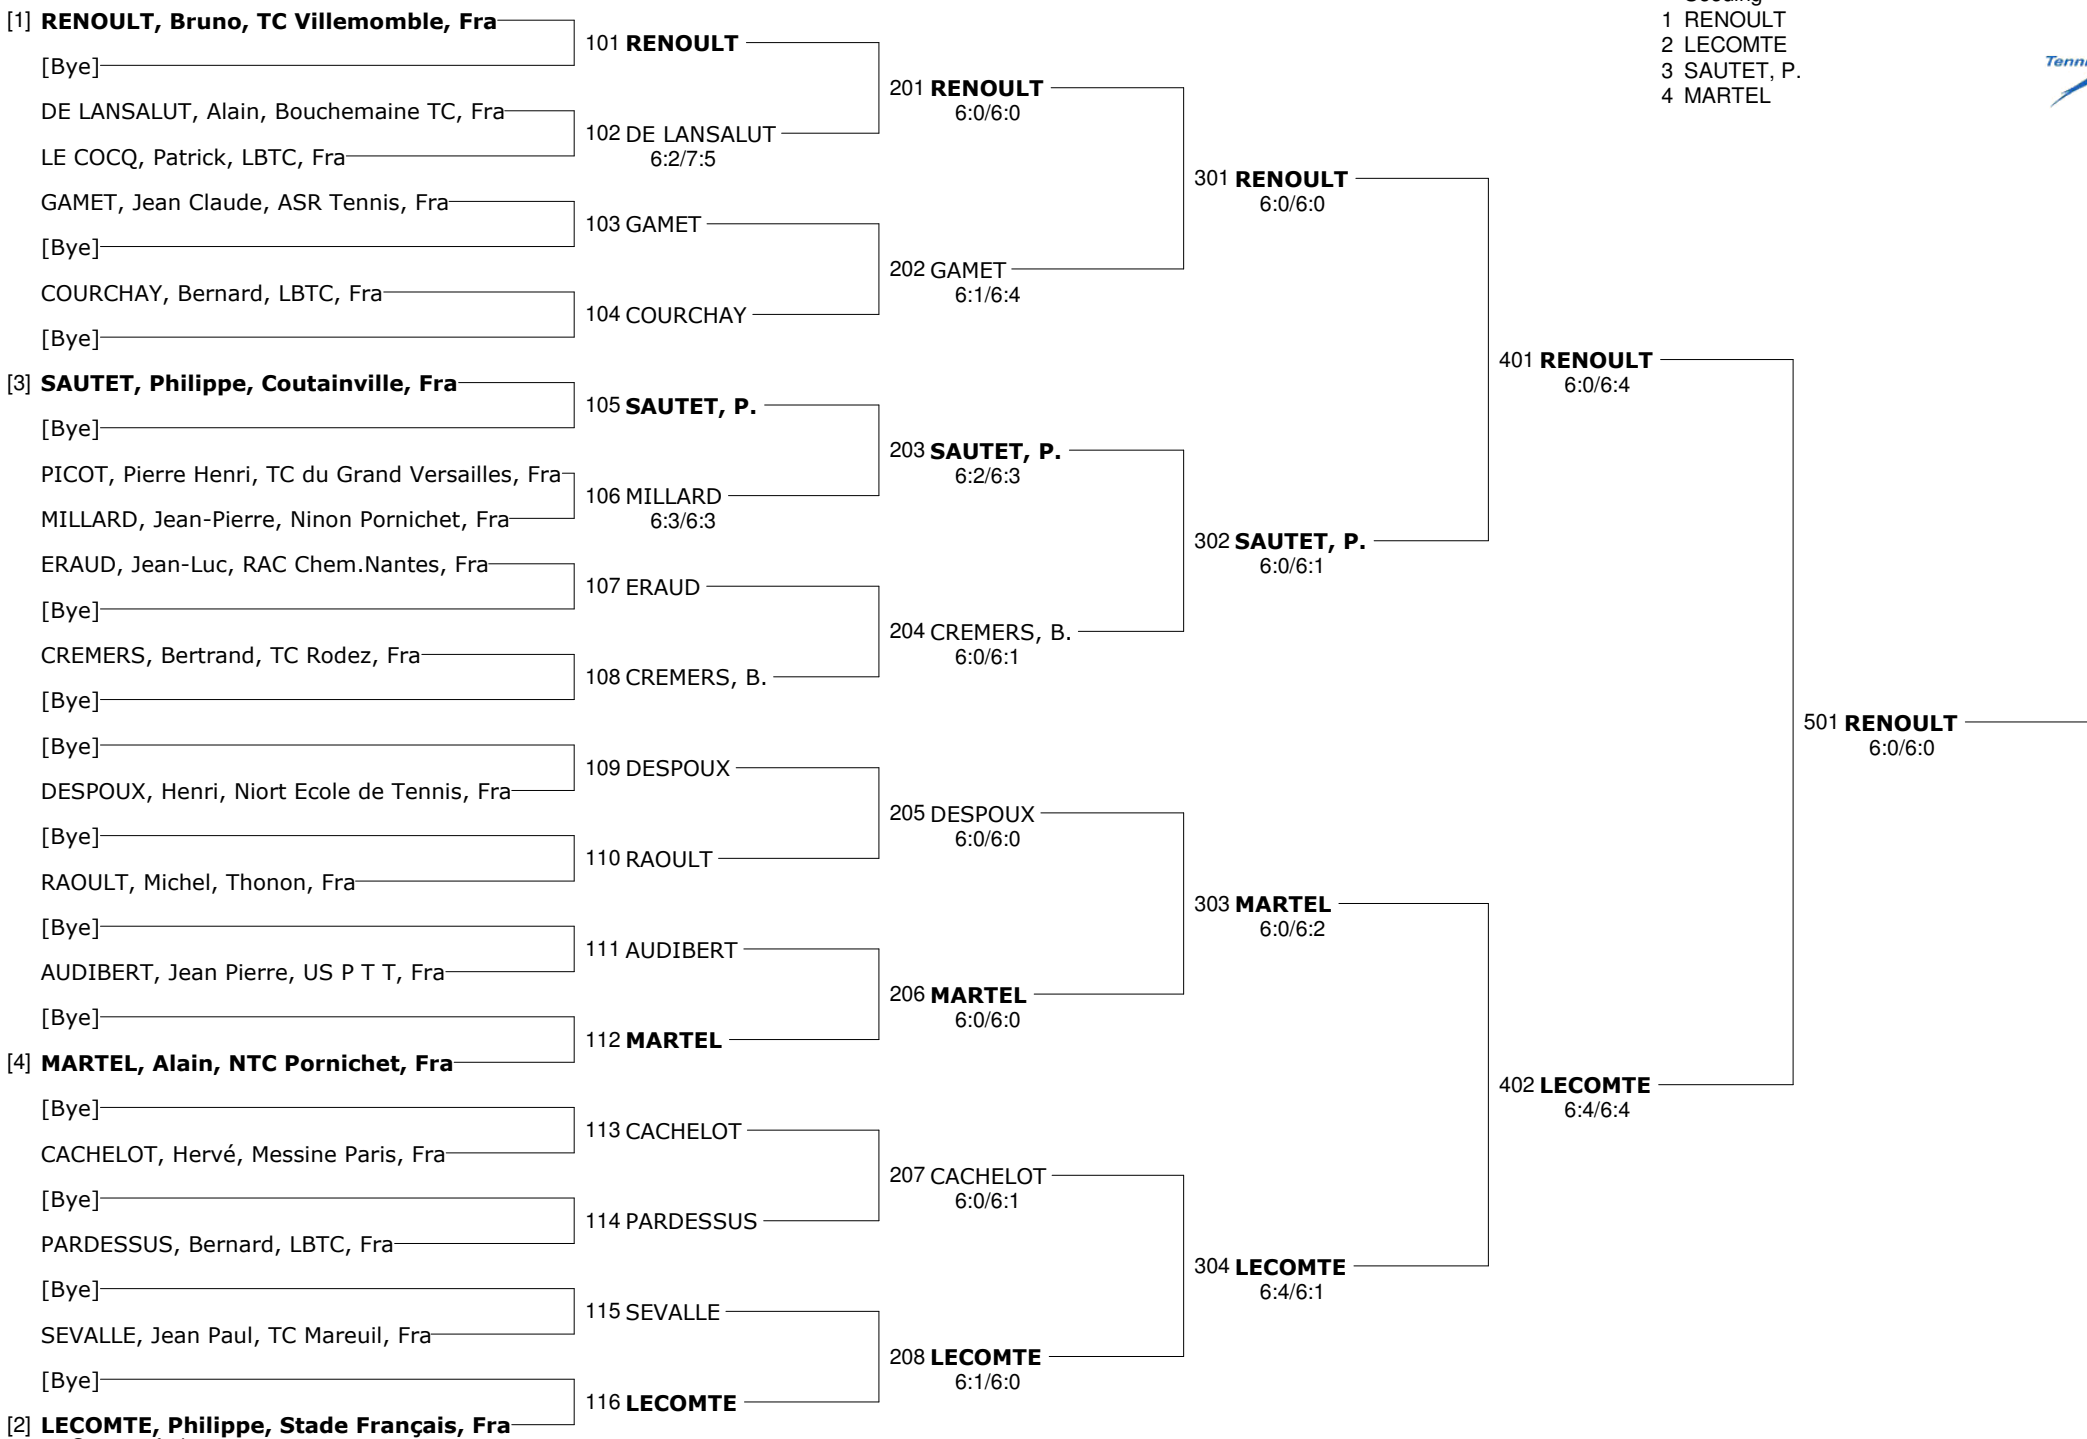 [1] RENOULT, Bruno, TC Villemomble, Fra
[Bye]
DE LANSALUT, Alain, Bouchemaine TC, Fra
LE COCQ, Patrick, LBTC, Fra
GAMET, Jean Claude, ASR Tennis, Fra
[Bye]
COURCHAY, Bernard, LBTC, Fra
[Bye]
[3] SAUTET, Philippe, Coutainville, Fra
[Bye]
PICOT, Pierre Henri, TC du Grand Versailles, Fra
MILLARD, Jean-Pierre, Ninon Pornichet, Fra
ERAUD, Jean-Luc, RAC Chem.Nantes, Fra
[Bye]
CREMERS, Bertrand, TC Rodez, Fra
[Bye]
[Bye]
DESPOUX, Henri, Niort Ecole de Tennis, Fra
[Bye]
RAOULT, Michel, Thonon, Fra
[Bye]
AUDIBERT, Jean Pierre, US P T T, Fra
[Bye]
[4] MARTEL, Alain, NTC Pornichet, Fra
[Bye]
CACHELOT, Hervé, Messine Paris, Fra
[Bye]
PARDESSUS, Bernard, LBTC, Fra
[Bye]
SEVALLE, Jean Paul, TC Mareuil, Fra
[Bye]
[2] LECOMTE, Philippe, Stade Français, Fra
101 RENOULT
102 DE LANSALUT
6:2/7:5
103 GAMET
104 COURCHAY
105 SAUTET, P.
106 MILLARD
6:3/6:3
107 ERAUD
108 CREMERS, B.
109 DESPOUX
110 RAOULT
111 AUDIBERT
112 MARTEL
113 CACHELOT
114 PARDESSUS
115 SEVALLE
116 LECOMTE
201 RENOULT
6:0/6:0
202 GAMET
6:1/6:4
203 SAUTET, P.
6:2/6:3
204 CREMERS, B.
6:0/6:1
205 DESPOUX
6:0/6:0
206 MARTEL
6:0/6:0
207 CACHELOT
6:0/6:1
208 LECOMTE
6:1/6:0
301 RENOULT
6:0/6:0
302 SAUTET, P.
6:0/6:1
303 MARTEL
6:0/6:2
304 LECOMTE
6:4/6:1
401 RENOULT
6:0/6:4
402 LECOMTE
6:4/6:4
501 RENOULT
6:0/6:0
1 RENOULT
2 LECOMTE
3 SAUTET, P.
4 MARTEL